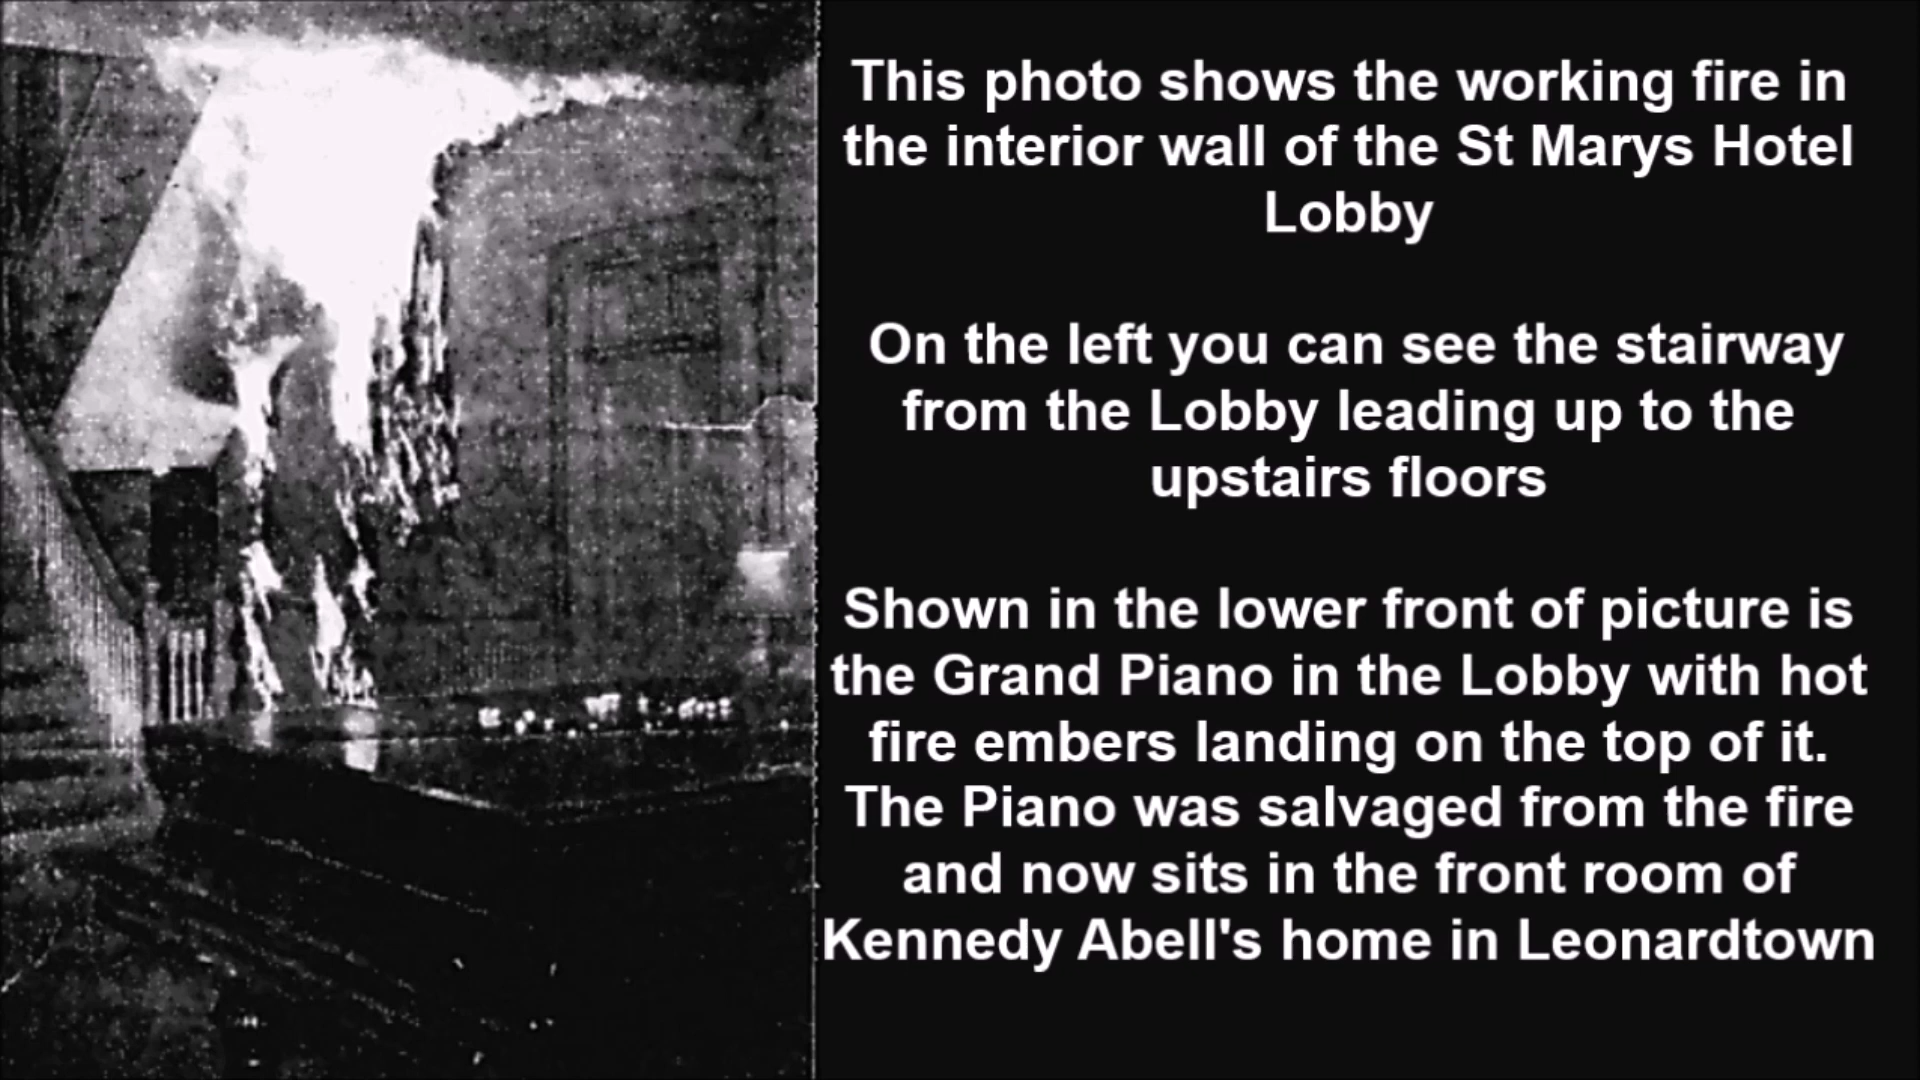 This photo shows the working fire in
the interior wall of the St Marys Hotel
Lobby
On the left you can see the stairway
from the Lobby leading up to the
upstairs floors
Shown in the lower front of picture is
the Grand Piano in the Lobby with hot
fire embers landing on the top of it.
The Piano was salvaged from the fire
and now sits in the front room of
Kennedy Abell's home in Leonardtown